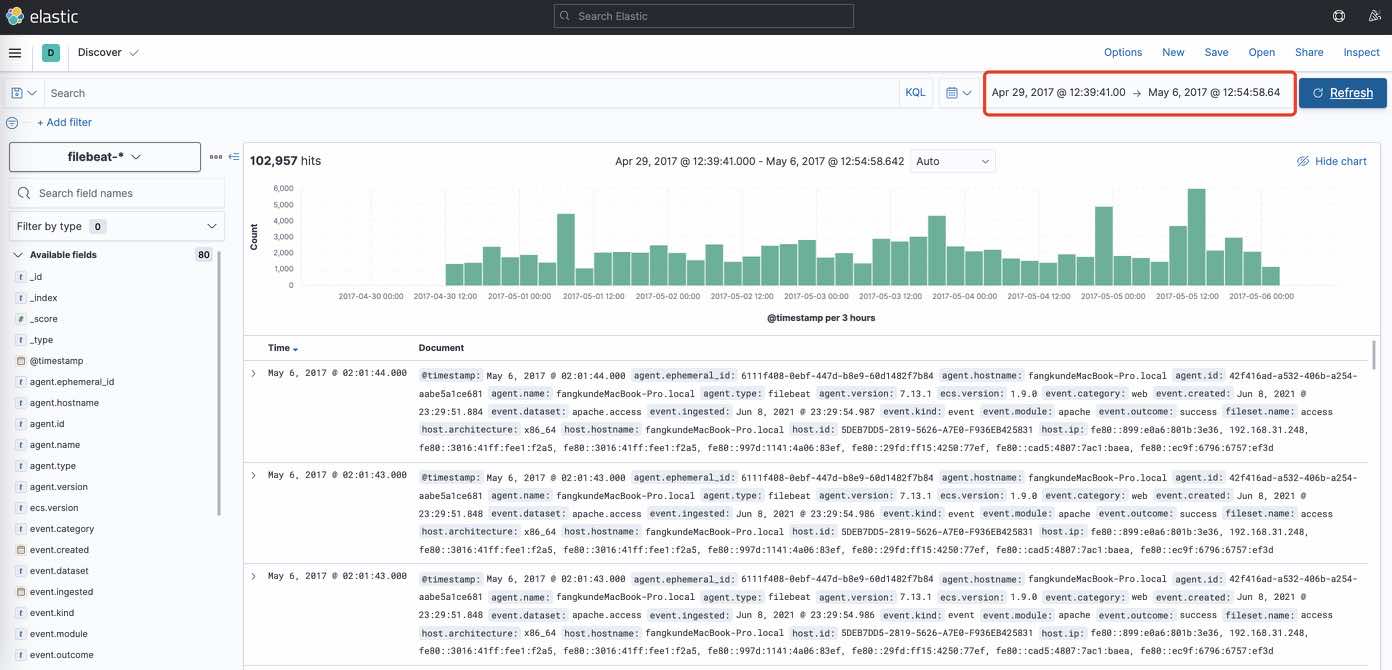 elastic
Search Elastic
D Discover
Options New Save Open Share Inspect
Search
KQL
Apr 29, 2017 @ 12:39:41.00 → May 6, 2017 @ 12:54:58.64
Refresh
+ Add filter
filebeat-*
102,957 hits
Apr 29, 2017 @ 12:39:41.000 - May 6, 2017 @ 12:54:58.642 Auto
Hide chart
Search field names
Filter by type 0
Available fields 80
t _id
t _index
# _score
t _type
@timestamp
t agent.ephemeral_id
t agent.hostname
t agent.id
t agent.name
t agent.type
t agent.version
t ecs.version
t event.category
event.created
t event.dataset
event.ingested
t event.kind
t event.module
t event.outcome
Count
6,000
5,000
4,000
3,000
2,000
1,000
0
2017-04-30 00:00 2017-04-30 12:00 2017-05-01 00:00 2017-05-01 12:00 2017-05-02 00:00 2017-05-02 12:00 2017-05-03 00:00 2017-05-03 12:00 2017-05-04 00:00 2017-05-04 12:00 2017-05-05 00:00 2017-05-05 12:00 2017-05-06 00:00
@timestamp per 3 hours
Time Document
May 6, 2017 @ 02:01:44.000 @timestamp: May 6, 2017 @ 02:01:44.000 agent.ephemeral_id: 6111f408-0ebf-447d-b8e9-60d1482f7b84 agent.hostname: fangkundeMacBook-Pro.local agent.id: 42f416ad-a532-406b-a254-
aabe5a1ce681 agent.name: fangkundeMacBook-Pro.local agent.type: filebeat agent.version: 7.13.1 ecs.version: 1.9.0 event.category: web event.created: Jun 8, 2021 @
23:29:51.884 event.dataset: apache.access event.ingested: Jun 8, 2021 @ 23:29:54.987 event.kind: event event.module: apache event.outcome: success fileset.name: access
host.architecture: x86_64 host.hostname: fangkundeMacBook-Pro.local host.id: 5DEB7DD5-2819-5626-A7E0-F936EB425831 host.ip: fe80::899:e0a6:801b:3e36, 192.168.31.248,
fe80::3016:41ff:fee1:f2a5, fe80::3016:41ff:fee1:f2a5, fe80::997d:1141:4a06:83ef, fe80::29fd:ff15:4250:77ef, fe80::cad5:4807:7ac1:baea, fe80::ec9f:6796:6757:ef3d
May 6, 2017 @ 02:01:43.000 @timestamp: May 6, 2017 @ 02:01:43.000 agent.ephemeral_id: 6111f408-0ebf-447d-b8e9-60d1482f7b84 agent.hostname: fangkundeMacBook-Pro.local agent.id: 42f416ad-a532-406b-a254-
aabe5a1ce681 agent.name: fangkundeMacBook-Pro.local agent.type: filebeat agent.version: 7.13.1 ecs.version: 1.9.0 event.category: web event.created: Jun 8, 2021 @
23:29:51.848 event.dataset: apache.access event.ingested: Jun 8, 2021 @ 23:29:54.986 event.kind: event event.module: apache event.outcome: success fileset.name: access
host.architecture: x86_64 host.hostname: fangkundeMacBook-Pro.local host.id: 5DEB7DD5-2819-5626-A7E0-F936EB425831 host.ip: fe80::899:e0a6:801b:3e36, 192.168.31.248,
fe80::3016:41ff:fee1:f2a5, fe80::3016:41ff:fee1:f2a5, fe80::997d:1141:4a06:83ef, fe80::29fd:ff15:4250:77ef, fe80::cad5:4807:7ac1:baea, fe80::ec9f:6796:6757:ef3d
May 6, 2017 @ 02:01:43.000 @timestamp: May 6, 2017 @ 02:01:43.000 agent.ephemeral_id: 6111f408-0ebf-447d-b8e9-60d1482f7b84 agent.hostname: fangkundeMacBook-Pro.local agent.id: 42f416ad-a532-406b-a254-
aabe5a1ce681 agent.name: fangkundeMacBook-Pro.local agent.type: filebeat agent.version: 7.13.1 ecs.version: 1.9.0 event.category: web event.created: Jun 8, 2021 @
23:29:51.848 event.dataset: apache.access event.ingested: Jun 8, 2021 @ 23:29:54.986 event.kind: event event.module: apache event.outcome: success fileset.name: access
host.architecture: x86_64 host.hostname: fangkundeMacBook-Pro.local host.id: 5DEB7DD5-2819-5626-A7E0-F936EB425831 host.ip: fe80::899:e0a6:801b:3e36, 192.168.31.248,
fe80::3016:41ff:fee1:f2a5, fe80::3016:41ff:fee1:f2a5, fe80::997d:1141:4a06:83ef, fe80::29fd:ff15:4250:77ef, fe80::cad5:4807:7ac1:baea, fe80::ec9f:6796:6757:ef3d